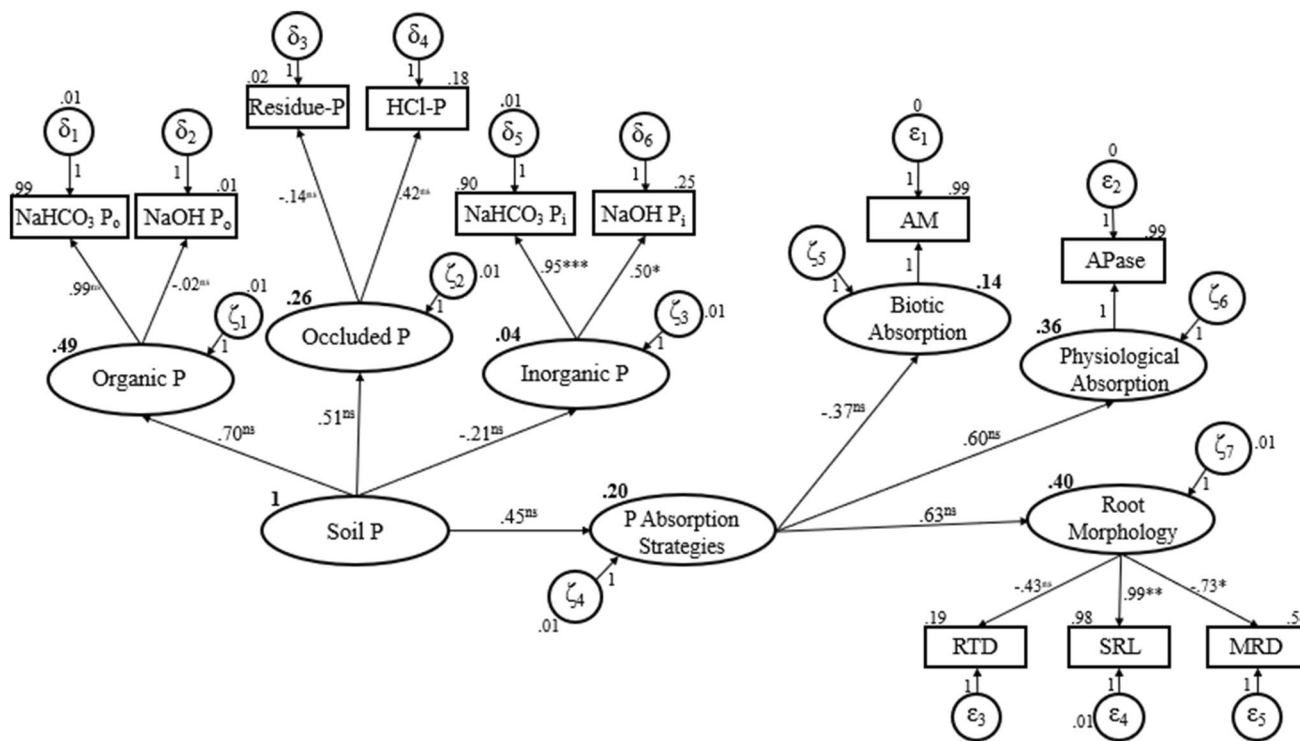 δ3
δ4
1
1
.02
.18
Residue-P
HCl-P
.01
.01
δ1
δ2
δ5
δ6
1
1
1
1
.99
.01
.90
.25
NaHCO3 Po
NaOH Po
NaHCO3 Pi
NaOH Pi
-.14ns
.42ns
.99ns
-.02ns
.95***
.50*
0
ε1
1
.99
AM
0
ε2
1
.99
APase
ζ5
1
1
.14
Biotic
Absorption
1
ζ6
1
.36
Physiological
Absorption
.01
ζ1
1
.49
Organic P
ζ2
.01
1
.26
Occluded P
ζ3
.01
1
.04
Inorganic P
.70ns
.51ns
-.21ns
-.37ns
.60ns
1
Soil P
.45ns
.20
P Absorption
Strategies
ζ4
1
.01
.63ns
ζ7
.01
1
.40
Root
Morphology
-.43ns
.99**
-.73*
.19
.98
RTD
SRL
MRD
1
1
1
ε3
.01
ε4
ε5